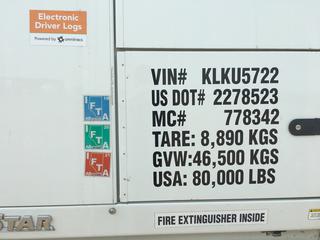 Electronic
Driver Logs
Powered by omnitracs
VIN# KLKU5722
US DOT# 2278523
MC# 778342
TARE: 8,890 KGS
GVW:46,500 KGS
USA: 80,000 LBS
IFTA
IFTA
IFTA
STAR
FIRE EXTINGUISHER INSIDE